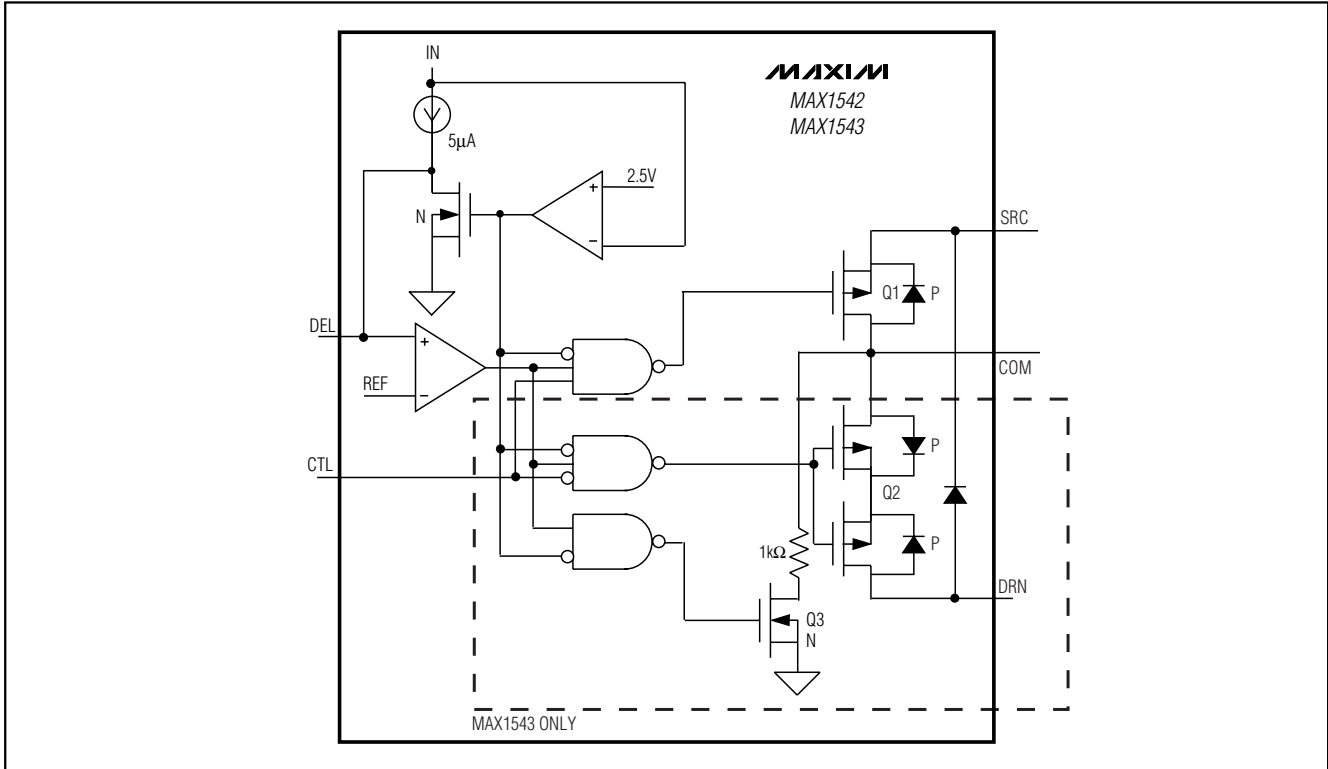 IN
MAXIM
MAX1542
MAX1543
5μA
2.5V
+
N
−
SRC
Q1
P
DEL
+
COM
REF
−
P
CTL
Q2
1kΩ
P
DRN
Q3
N
MAX1543 ONLY